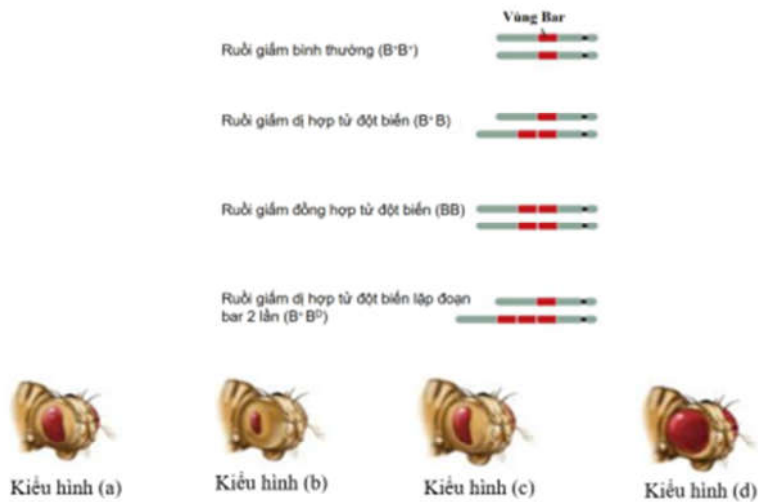 Vùng Bar
Ruồi giấm bình thường (B⁺B⁺)
Ruồi giấm dị hợp tử đột biến (B⁺B)
Ruồi giấm đồng hợp tử đột biến (BB)
Ruồi giấm dị hợp tử đột biến lặp đoạn
bar 2 lần (B⁺Bᴰ)
Kiểu hình (a)
Kiểu hình (b)
Kiểu hình (c)
Kiểu hình (d)